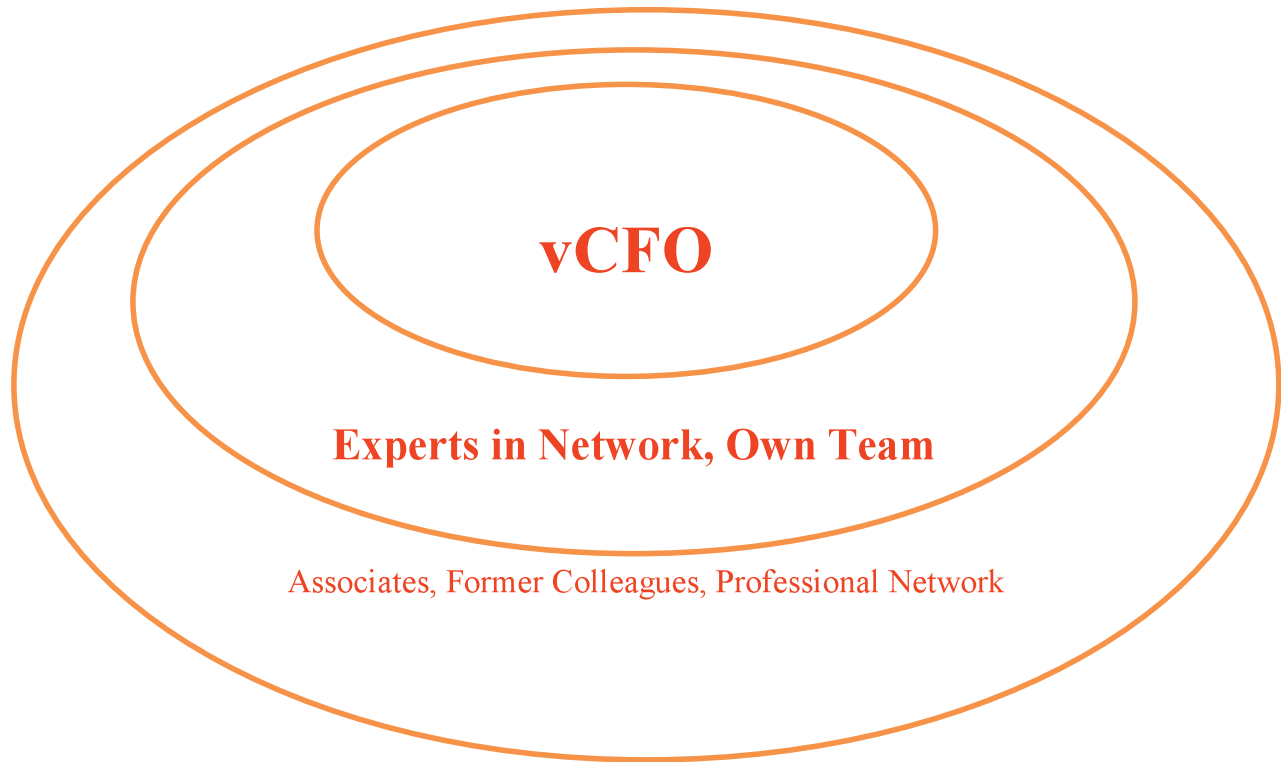 vCFO
Experts in Network, Own Team
Associates, Former Colleagues, Professional Network